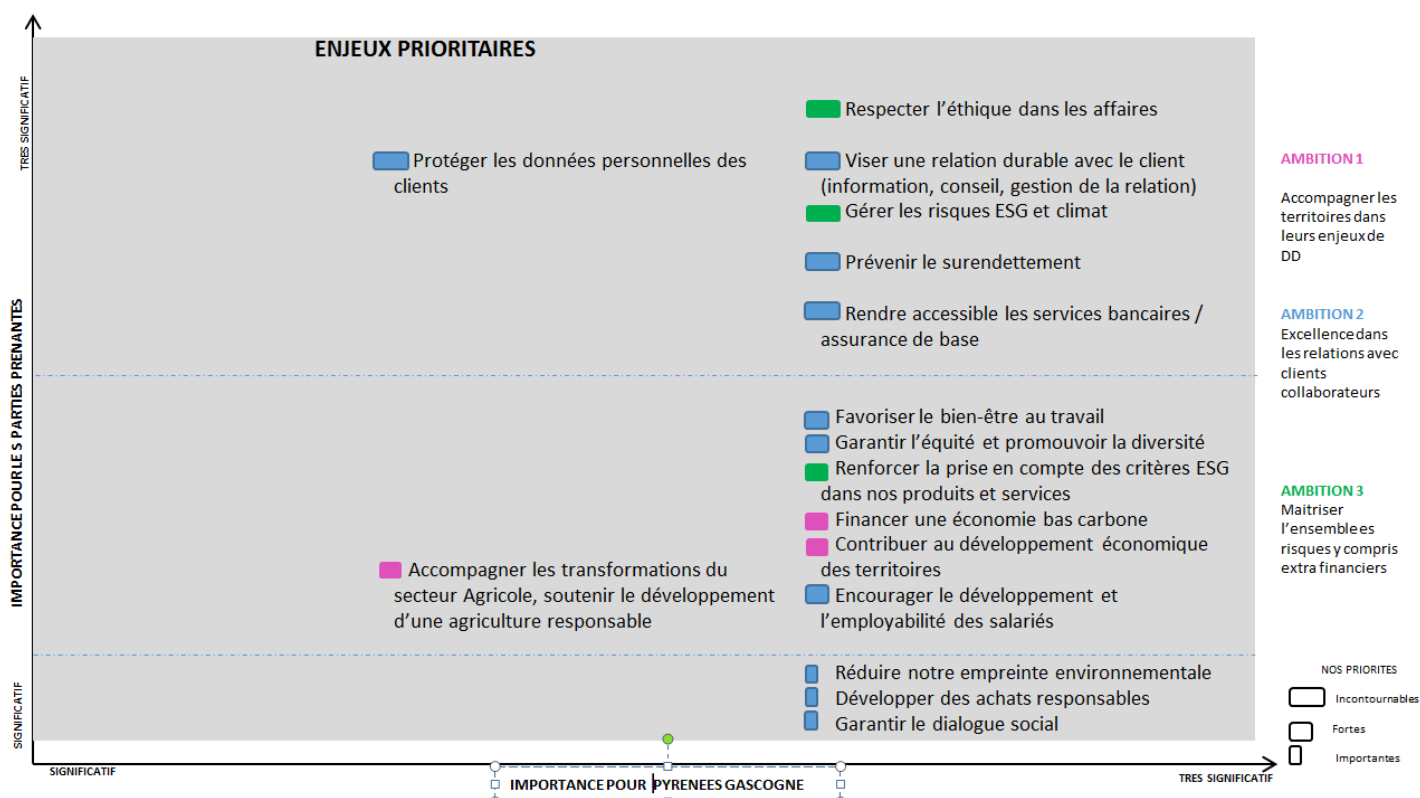 ENJEUX PRIORITAIRES
TRES SIGNIFICATIF
IMPORTANCE POUR LE S PARTIES PRENANTES
SIGNIFICATIF
Protéger les données personnelles des
clients
Accompagner les transformations du
secteur Agricole, soutenir le développement
d’une agriculture responsable
Respecter l’éthique dans les affaires
Viser une relation durable avec le client
(information, conseil, gestion de la relation)
Gérer les risques ESG et climat
Prévenir le surendettement
Rendre accessible les services bancaires /
assurance de base
Favoriser le bien-être au travail
Garantir l’équité et promouvoir la diversité
Renforcer la prise en compte des critères ESG
dans nos produits et services
Financer une économie bas carbone
Contribuer au développement économique
des territoires
Encourager le développement et
l’employabilité des salariés
Réduire notre empreinte environnementale
Développer des achats responsables
Garantir le dialogue social
AMBITION 1
Accompagner les
territoires dans
leurs enjeux de
DD
AMBITION 2
Excellence dans
les relations avec
clients
collaborateurs
AMBITION 3
Maitriser
l’ensemble es
risques y compris
extra financiers
NOS PRIORITES
Incontournables
Fortes
Importantes
SIGNIFICATIF
IMPORTANCE POUR PYRENEES GASCOGNE
TRES SIGNIFICATIF